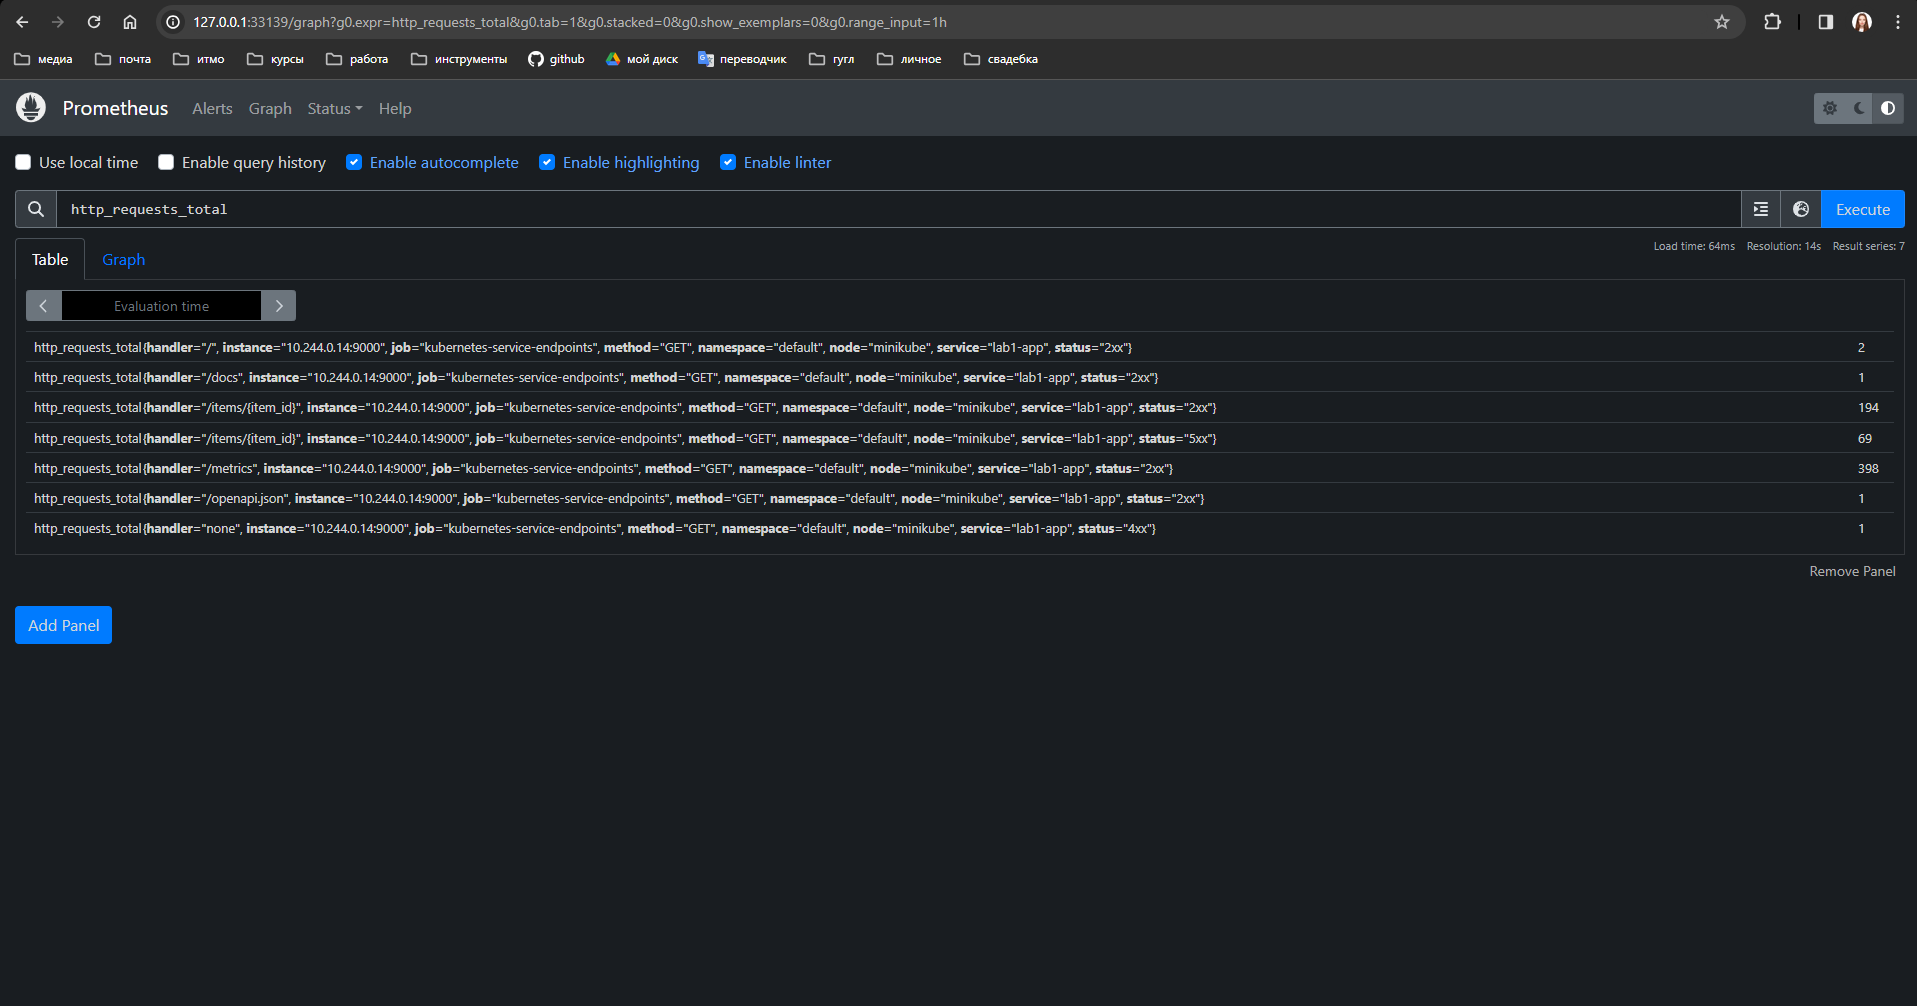 127.0.0.1:33139/graph?g0.expr=http_requests_total&g0.tab=1&g0.stacked=0&g0.show_exemplars=0&g0.range_input=1h
медиа почта итмо курсы работа инструменты github мой диск переводчик гугл личное свадебка
Prometheus Alerts Graph Status Help
Use local time Enable query history Enable autocomplete Enable highlighting Enable linter
http_requests_total Execute
Load time: 64ms Resolution: 14s Result series: 7
Table Graph
Evaluation time
http_requests_total{handler="/", instance="10.244.0.14:9000", job="kubernetes-service-endpoints", method="GET", namespace="default", node="minikube", service="lab1-app", status="2xx"} 2
http_requests_total{handler="/docs", instance="10.244.0.14:9000", job="kubernetes-service-endpoints", method="GET", namespace="default", node="minikube", service="lab1-app", status="2xx"} 1
http_requests_total{handler="/items/{item_id}", instance="10.244.0.14:9000", job="kubernetes-service-endpoints", method="GET", namespace="default", node="minikube", service="lab1-app", status="2xx"} 194
http_requests_total{handler="/items/{item_id}", instance="10.244.0.14:9000", job="kubernetes-service-endpoints", method="GET", namespace="default", node="minikube", service="lab1-app", status="5xx"} 69
http_requests_total{handler="/metrics", instance="10.244.0.14:9000", job="kubernetes-service-endpoints", method="GET", namespace="default", node="minikube", service="lab1-app", status="2xx"} 398
http_requests_total{handler="/openapi.json", instance="10.244.0.14:9000", job="kubernetes-service-endpoints", method="GET", namespace="default", node="minikube", service="lab1-app", status="2xx"} 1
http_requests_total{handler="none", instance="10.244.0.14:9000", job="kubernetes-service-endpoints", method="GET", namespace="default", node="minikube", service="lab1-app", status="4xx"} 1
Remove Panel
Add Panel